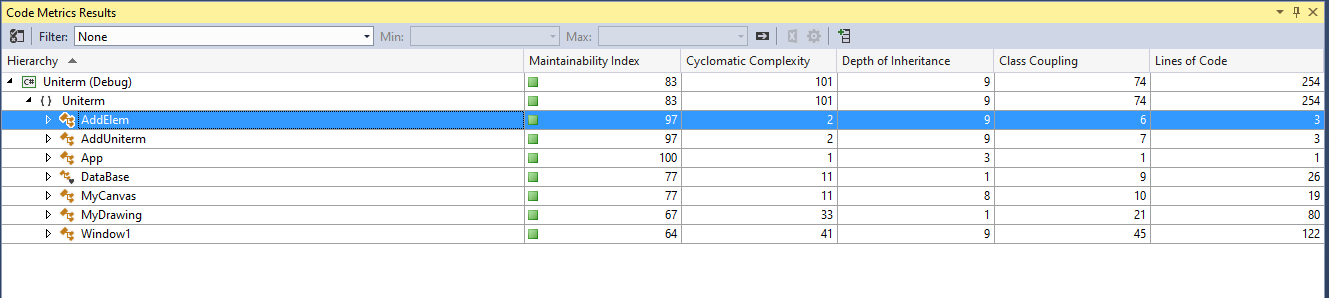 Code Metrics Results
Filter: None Min: Max:
Hierarchy Maintainability Index Cyclomatic Complexity Depth of Inheritance Class Coupling Lines of Code
C# Uniterm (Debug) 83 101 9 74 254
{ } Uniterm 83 101 9 74 254
AddElem 97 2 9 6 3
AddUniterm 97 2 9 7 3
App 100 1 3 1 1
DataBase 77 11 1 9 26
MyCanvas 77 11 8 10 19
MyDrawing 67 33 1 21 80
Window1 64 41 9 45 122